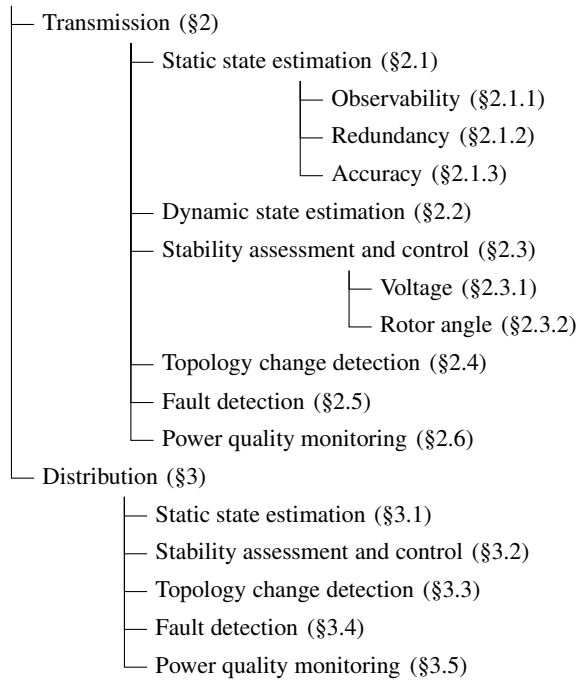 Transmission (§2)
Static state estimation (§2.1)
Observability (§2.1.1)
Redundancy (§2.1.2)
Accuracy (§2.1.3)
Dynamic state estimation (§2.2)
Stability assessment and control (§2.3)
Voltage (§2.3.1)
Rotor angle (§2.3.2)
Topology change detection (§2.4)
Fault detection (§2.5)
Power quality monitoring (§2.6)
Distribution (§3)
Static state estimation (§3.1)
Stability assessment and control (§3.2)
Topology change detection (§3.3)
Fault detection (§3.4)
Power quality monitoring (§3.5)